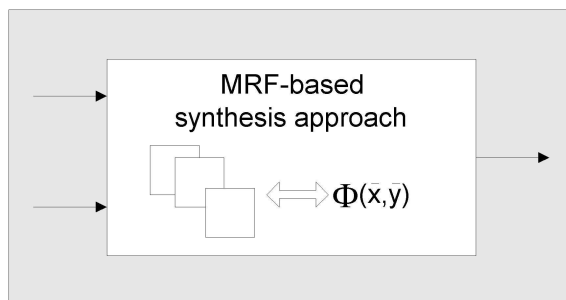 MRF-based
synthesis approach
Φ(x̄,ȳ)